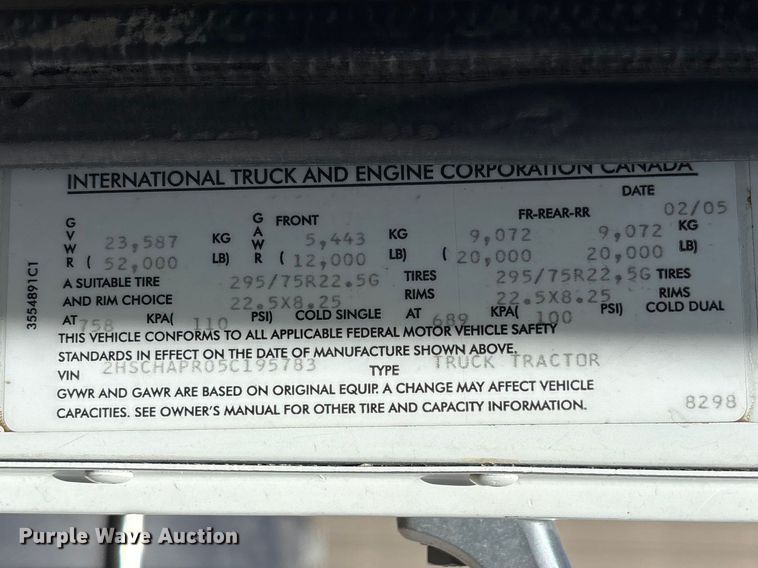 INTERNATIONAL TRUCK AND ENGINE CORPORATION CANADA
DATE
02/05
GVWR 23,587 KG GAWR FRONT 5,443 KG FR-REAR-RR 9,072 9,072 KG
(52,000 LB) (12,000 LB) (20,000 20,000 LB)
A SUITABLE TIRE 295/75R22.5G TIRES 295/75R22.5G TIRES
AND RIM CHOICE 22.5X8.25 RIMS 22.5X8.25 RIMS
AT 758 KPA( 110 PSI) COLD SINGLE AT 689 KPA( 100 PSI) COLD DUAL
THIS VEHICLE CONFORMS TO ALL APPLICABLE FEDERAL MOTOR VEHICLE SAFETY
STANDARDS IN EFFECT ON THE DATE OF MANUFACTURE SHOWN ABOVE.
VIN 2HSCHAPR05C195783 TYPE TRUCK TRACTOR
GVWR AND GAWR ARE BASED ON ORIGINAL EQUIP. A CHANGE MAY AFFECT VEHICLE
CAPACITIES. SEE OWNER'S MANUAL FOR OTHER TIRE AND CAPACITY INFORMATION.
8298
3554891C1
Purple Wave Auction